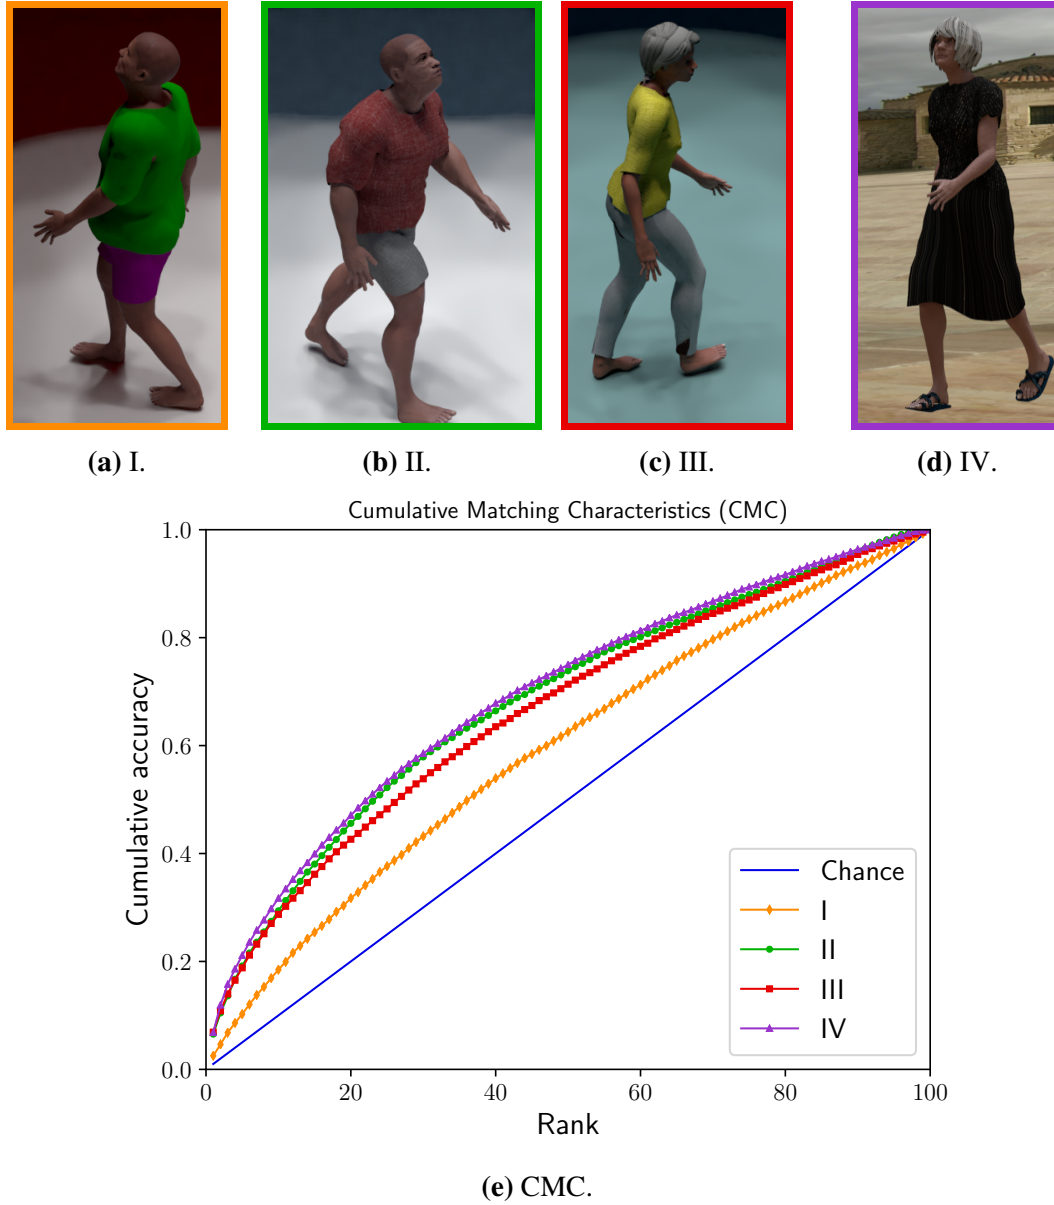 (a) I.
(b) II.
(c) III.
(d) IV.
Cumulative Matching Characteristics (CMC)
1.0
0.8
0.6
0.4
0.2
0.0
Cumulative accuracy
0 20 40 60 80 100
Rank
Chance
I
II
III
IV
(e) CMC.